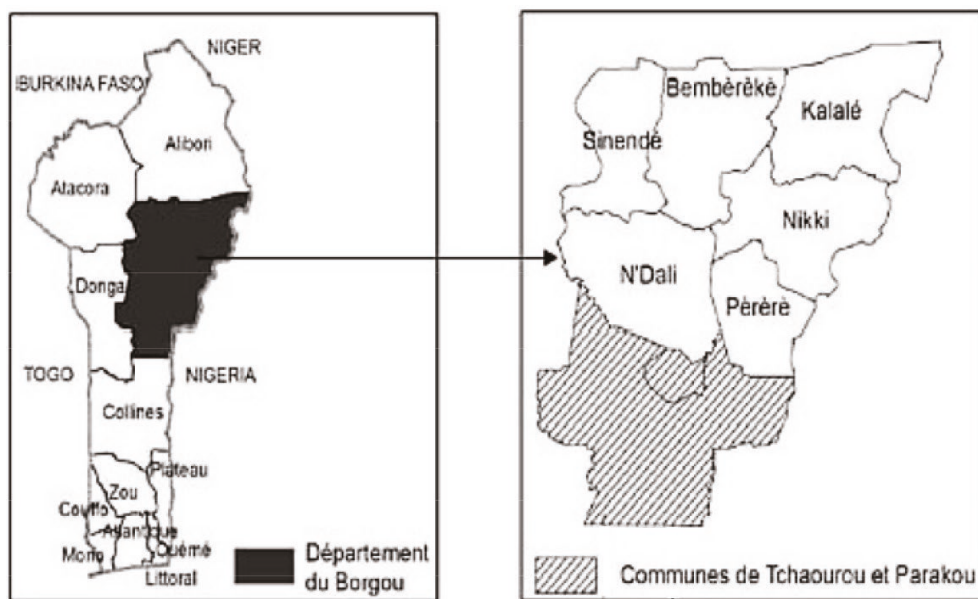 NIGER
IBURKINA FASO
Alibori
Atacora
Donga
TOGO
NIGERIA
Collines
Plateau
Zou
Couffo
Atlantique
Mono
Ouémé
Littoral
Département
du Borgou
Bembèrèkè
Kalalé
Sinendé
Nikki
N'Dali
Pèrèrè
Communes de Tchaourou et Parakou